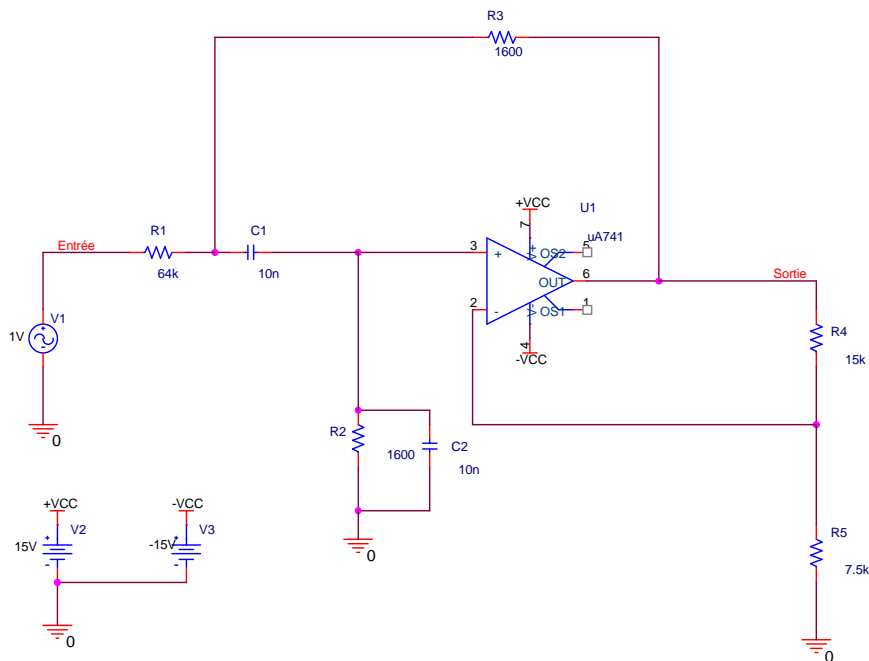 R3
1600
+VCC
U1
7
5
uA741
R1
C1
Entrée
3
+
V+
OS2
64k
10n
6
OUT
Sortie
2
-
V-
OS1
1
V1
1V
4
-VCC
R4
15k
R2
1600
C2
10n
0
0
+VCC
-VCC
V2
V3
15V
-15V
R5
7.5k
0
0